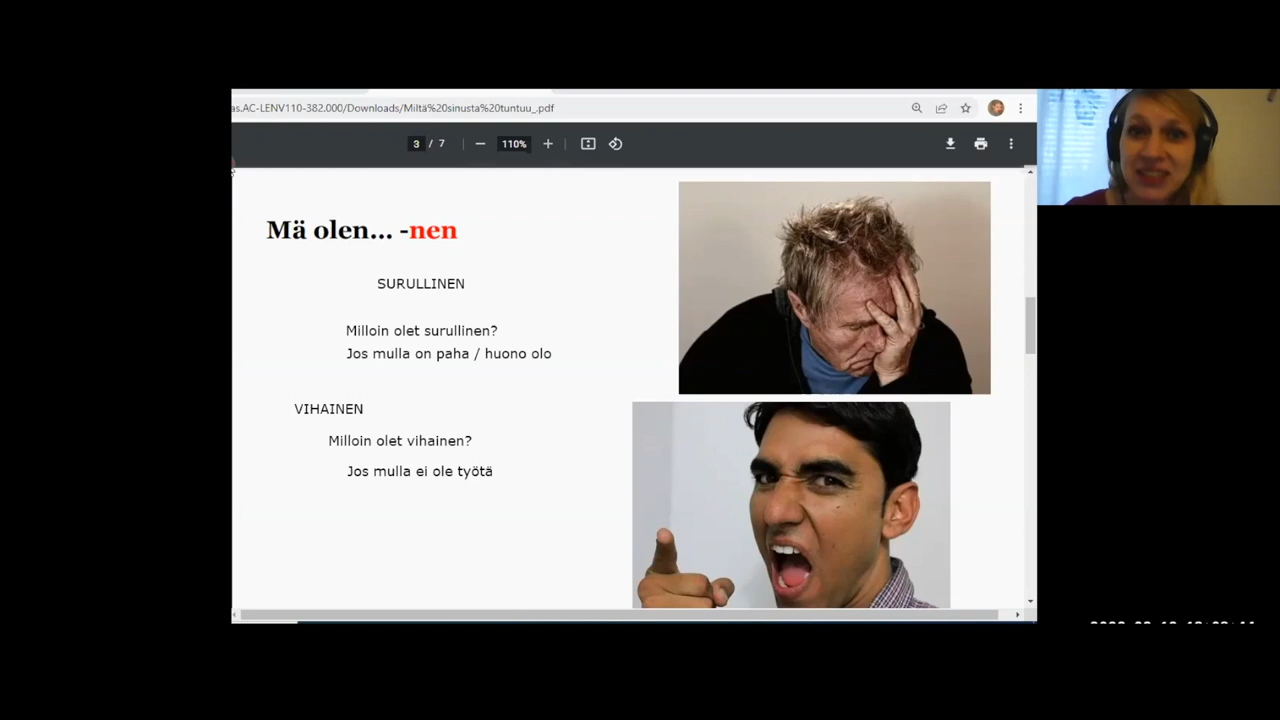 as.AC-LENV110-382.000/Downloads/Miltä%20sinusta%20tuntuu_.pdf
3 / 7
110%
Mä olen... -nen
SURULLINEN
Milloin olet surullinen?
Jos mulla on paha / huono olo
VIHAINEN
Milloin olet vihainen?
Jos mulla ei ole työtä